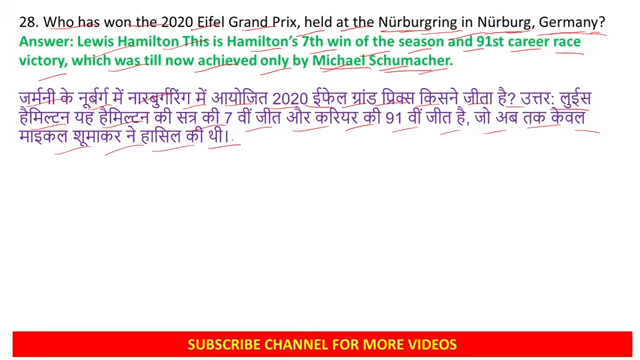 28. Who has won the 2020 Eifel Grand Prix, held at the Nürburgring in Nürburg, Germany?
Answer: Lewis Hamilton This is Hamilton's 7th win of the season and 91st career race
victory, which was till now achieved only by Michael Schumacher.
जर्मनी के नूर्बर्ग में नारबुर्गरिंग में आयोजित 2020 ईफेल ग्रांड प्रिक्स किसने जीता है? उत्तर: लुईस
हैमिल्टन यह हैमिल्टन की सत्र की 7 वीं जीत और करियर की 91 वीं जीत है, जो अब तक केवल
माइकल शूमाकर ने हासिल की थी।
SUBSCRIBE CHANNEL FOR MORE VIDEOS